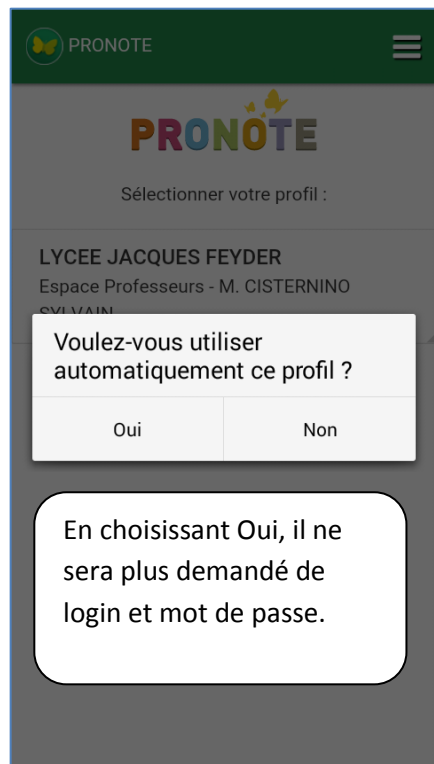 PRONOTE
PRONOTE
Sélectionner votre profil :
LYCEE JACQUES FEYDER
Espace Professeurs - M. CISTERNINO
SYLVAIN
Voulez-vous utiliser
automatiquement ce profil ?
Oui Non
En choisissant Oui, il ne
sera plus demandé de
login et mot de passe.